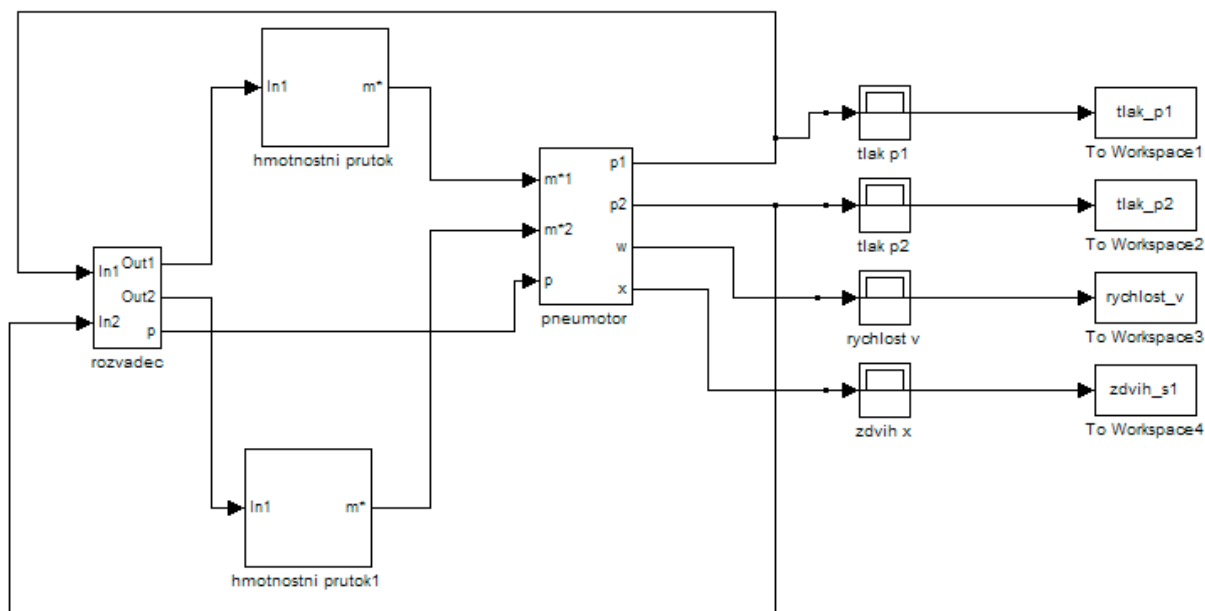 In1
m*
hmotnostni prutok
In1
Out1
Out2
In2
p
rozvadec
In1
m*
hmotnostni prutok1
m*1
m*2
p
p1
p2
w
x
pneumotor
tlak p1
tlak_p1
To Workspace1
tlak p2
tlak_p2
To Workspace2
rychlost v
rychlost_v
To Workspace3
zdvih x
zdvih_s1
To Workspace4